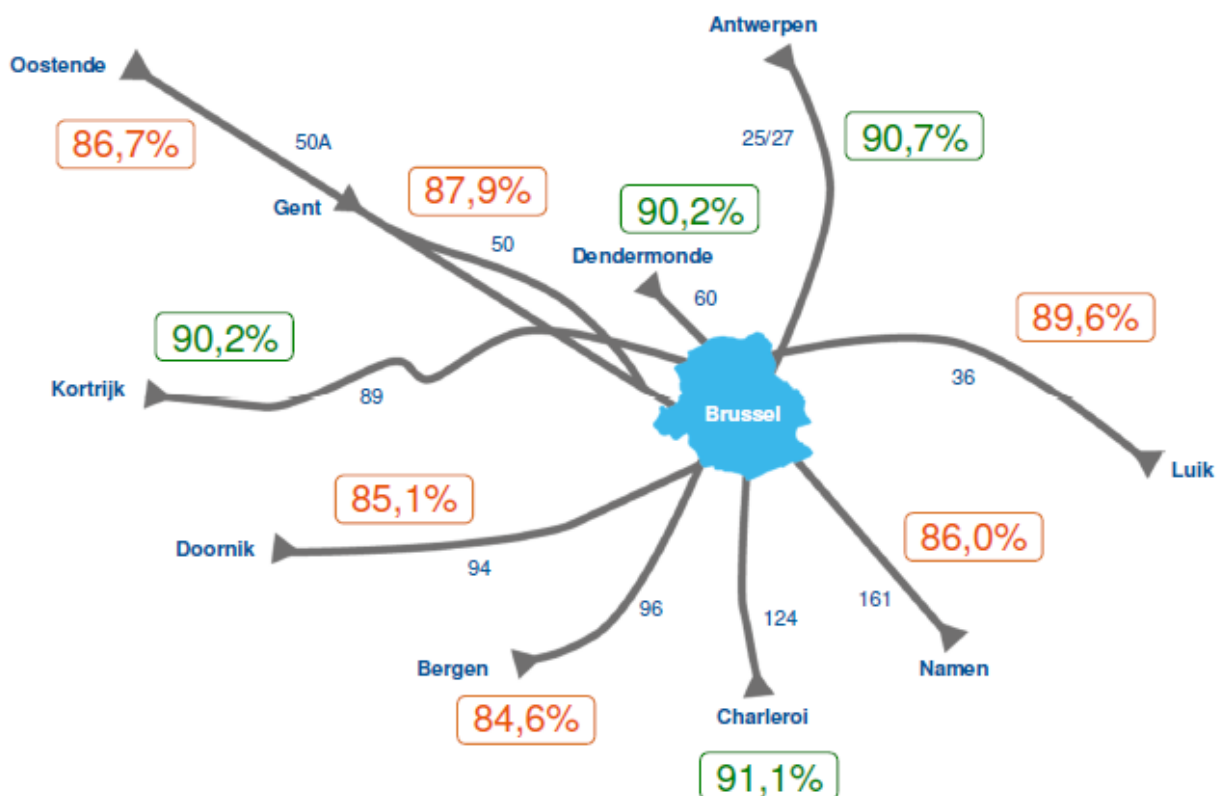 Antwerpen
Oostende
86,7%
50A
25/27
90,7%
Gent
87,9%
90,2%
50
Dendermonde
60
90,2%
89,6%
Kortrijk
89
36
Brussel
Luik
85,1%
Doornik
94
86,0%
96
124
161
Bergen
Namen
84,6%
Charleroi
91,1%